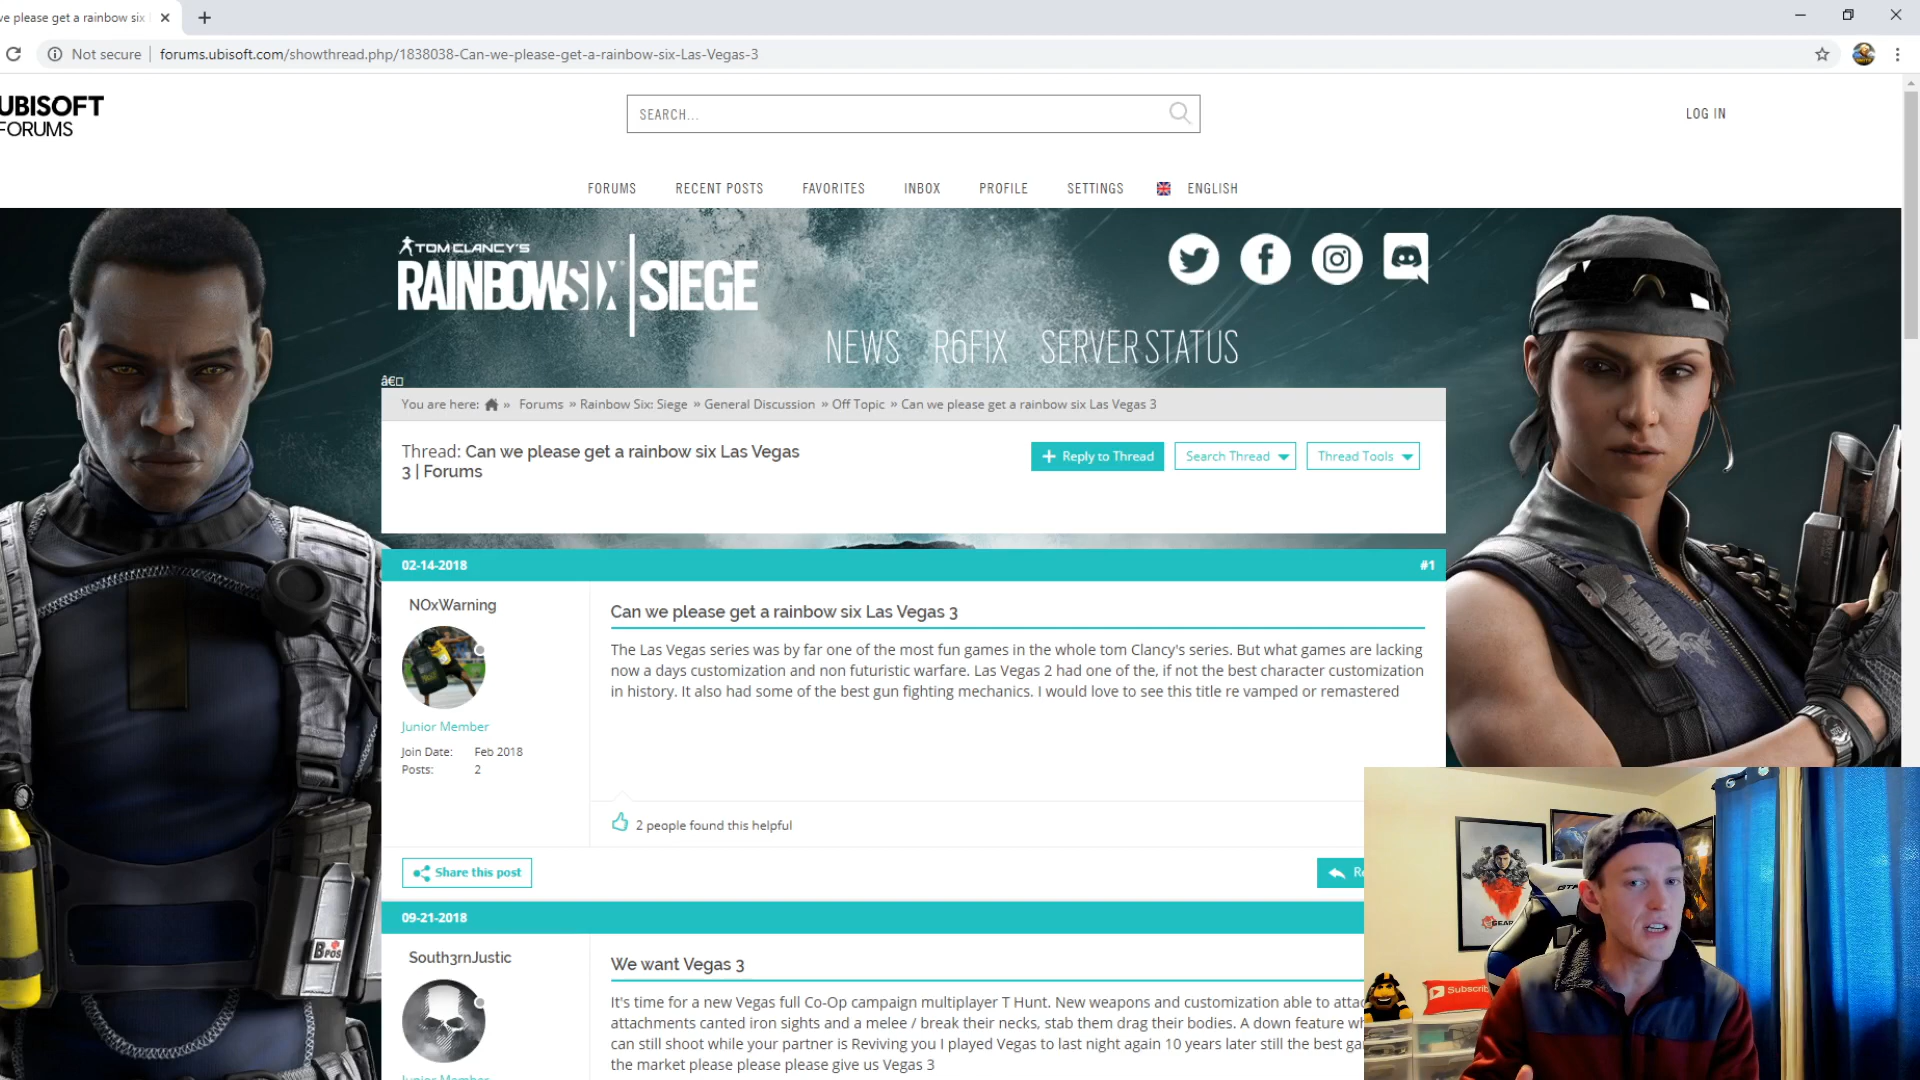 ve please get a rainbow six
Not secure
forums.ubisoft.com/showthread.php/1838038-Can-we-please-get-a-rainbow-six-Las-Vegas-3
UBISOFT
FORUMS
SEARCH...
LOG IN
FORUMS RECENT POSTS FAVORITES INBOX PROFILE SETTINGS ENGLISH
TOM CLANCY'S
RAINBOWSIX SIEGE
NEWS R6FIX SERVER STATUS
â€
You are here: » Forums » Rainbow Six: Siege » General Discussion » Off Topic » Can we please get a rainbow six Las Vegas 3
Thread: Can we please get a rainbow six Las Vegas
3 | Forums
+ Reply to Thread
Search Thread
Thread Tools
02-14-2018
#1
NOxWarning
Junior Member
Join Date: Feb 2018
Posts: 2
Can we please get a rainbow six Las Vegas 3
The Las Vegas series was by far one of the most fun games in the whole tom Clancy's series. But what games are lacking
now a days customization and non futuristic warfare. Las Vegas 2 had one of the, if not the best character customization
in history. It also had some of the best gun fighting mechanics. I would love to see this title re vamped or remastered
2 people found this helpful
Share this post
Re
09-21-2018
South3rnJustic
Junior Member
We want Vegas 3
It's time for a new Vegas full Co-Op campaign multiplayer T Hunt. New weapons and customization able to attac
attachments canted iron sights and a melee / break their necks, stab them drag their bodies. A down feature wh
can still shoot while your partner is Reviving you I played Vegas to last night again 10 years later still the best ga
the market please please please give us Vegas 3
BPOS
GEAR
Subscrib